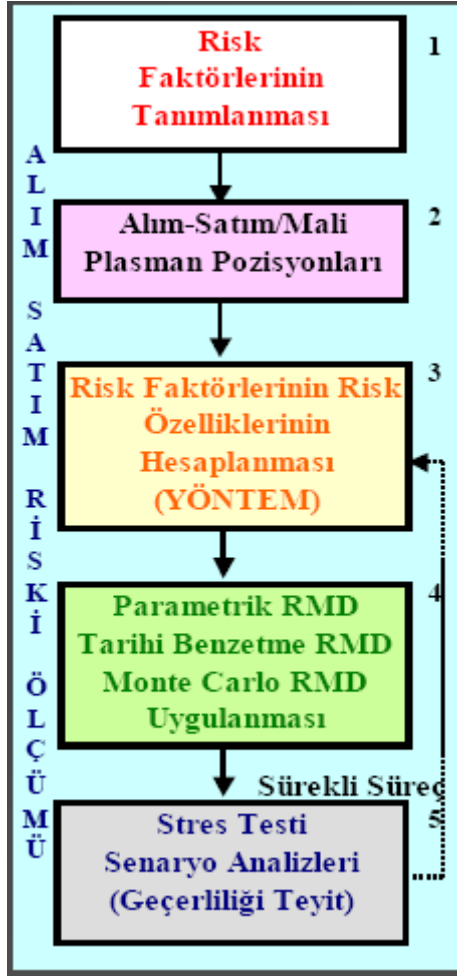 Risk
Faktörlerinin
Tanımlanması
1
Alım-Satım/Mali
Plasman Pozisyonları
2
Risk Faktörlerinin Risk
Özelliklerinin
Hesaplanması
(YÖNTEM)
3
Parametrik RMD
Tarihi Benzetme RMD
Monte Carlo RMD
Uygulanması
4
Sürekli Süreç
Stres Testi
Senaryo Analizleri
(Geçerliliği Teyit)
5
ALIM SATIM RİSKİ ÖLÇÜMÜ